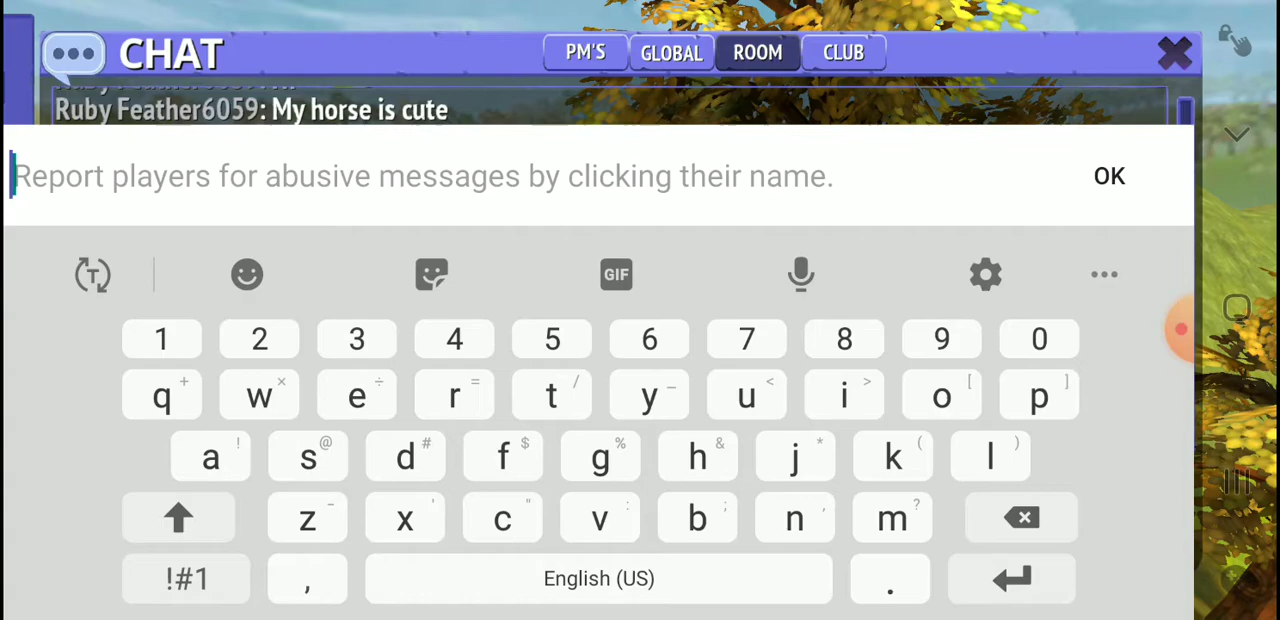 CHAT
PM'S GLOBAL ROOM CLUB
Ruby Feather6059: My horse is cute
Report players for abusive messages by clicking their name.
OK
T GIF
1 2 3 4 5 6 7 8 9 0
q + w × e ÷ r = t / y _ u < i > o [ p ]
a ! s @ d # f $ g % h & j * k ( l )
z - x ' c " v : b ; n , m ?
!#1 , English (US) .